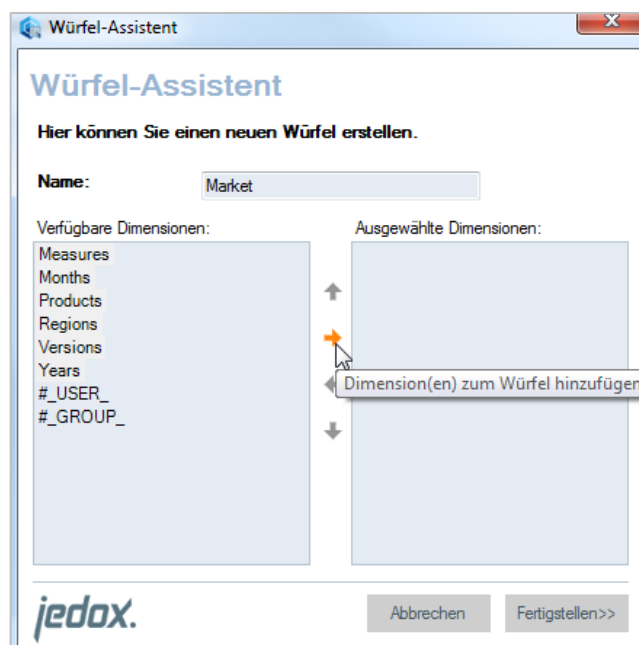 Würfel-Assistent
Würfel-Assistent
Hier können Sie einen neuen Würfel erstellen.
Name:
Market
Verfügbare Dimensionen:
Ausgewählte Dimensionen:
Measures
Months
Products
Regions
Versions
Years
#_USER_
#_GROUP_
Dimension(en) zum Würfel hinzufügen
jedox.
Abbrechen
Fertigstellen>>